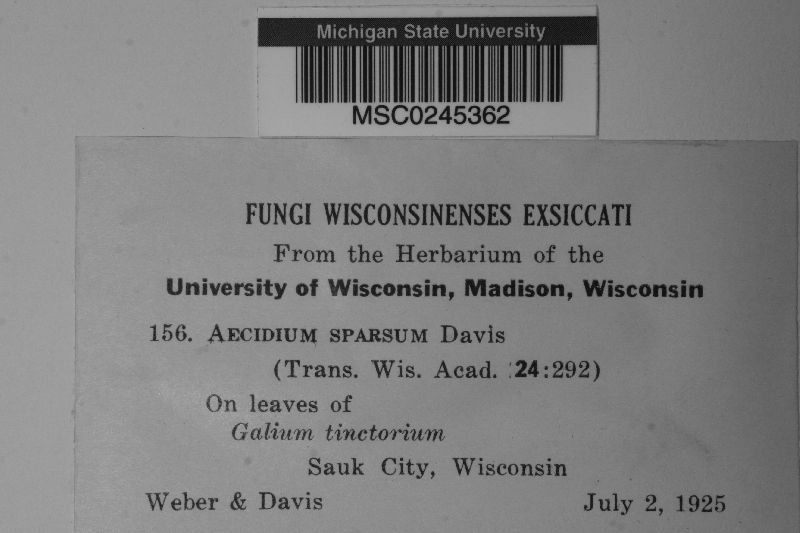 Michigan State University
MSC0245362
FUNGI WISCONSINENSES EXSICCATI
From the Herbarium of the
University of Wisconsin, Madison, Wisconsin
156. AECIDIUM SPARSUM Davis
(Trans. Wis. Acad. 24:292)
On leaves of
Galium tinctorium
Sauk City, Wisconsin
Weber & Davis July 2, 1925